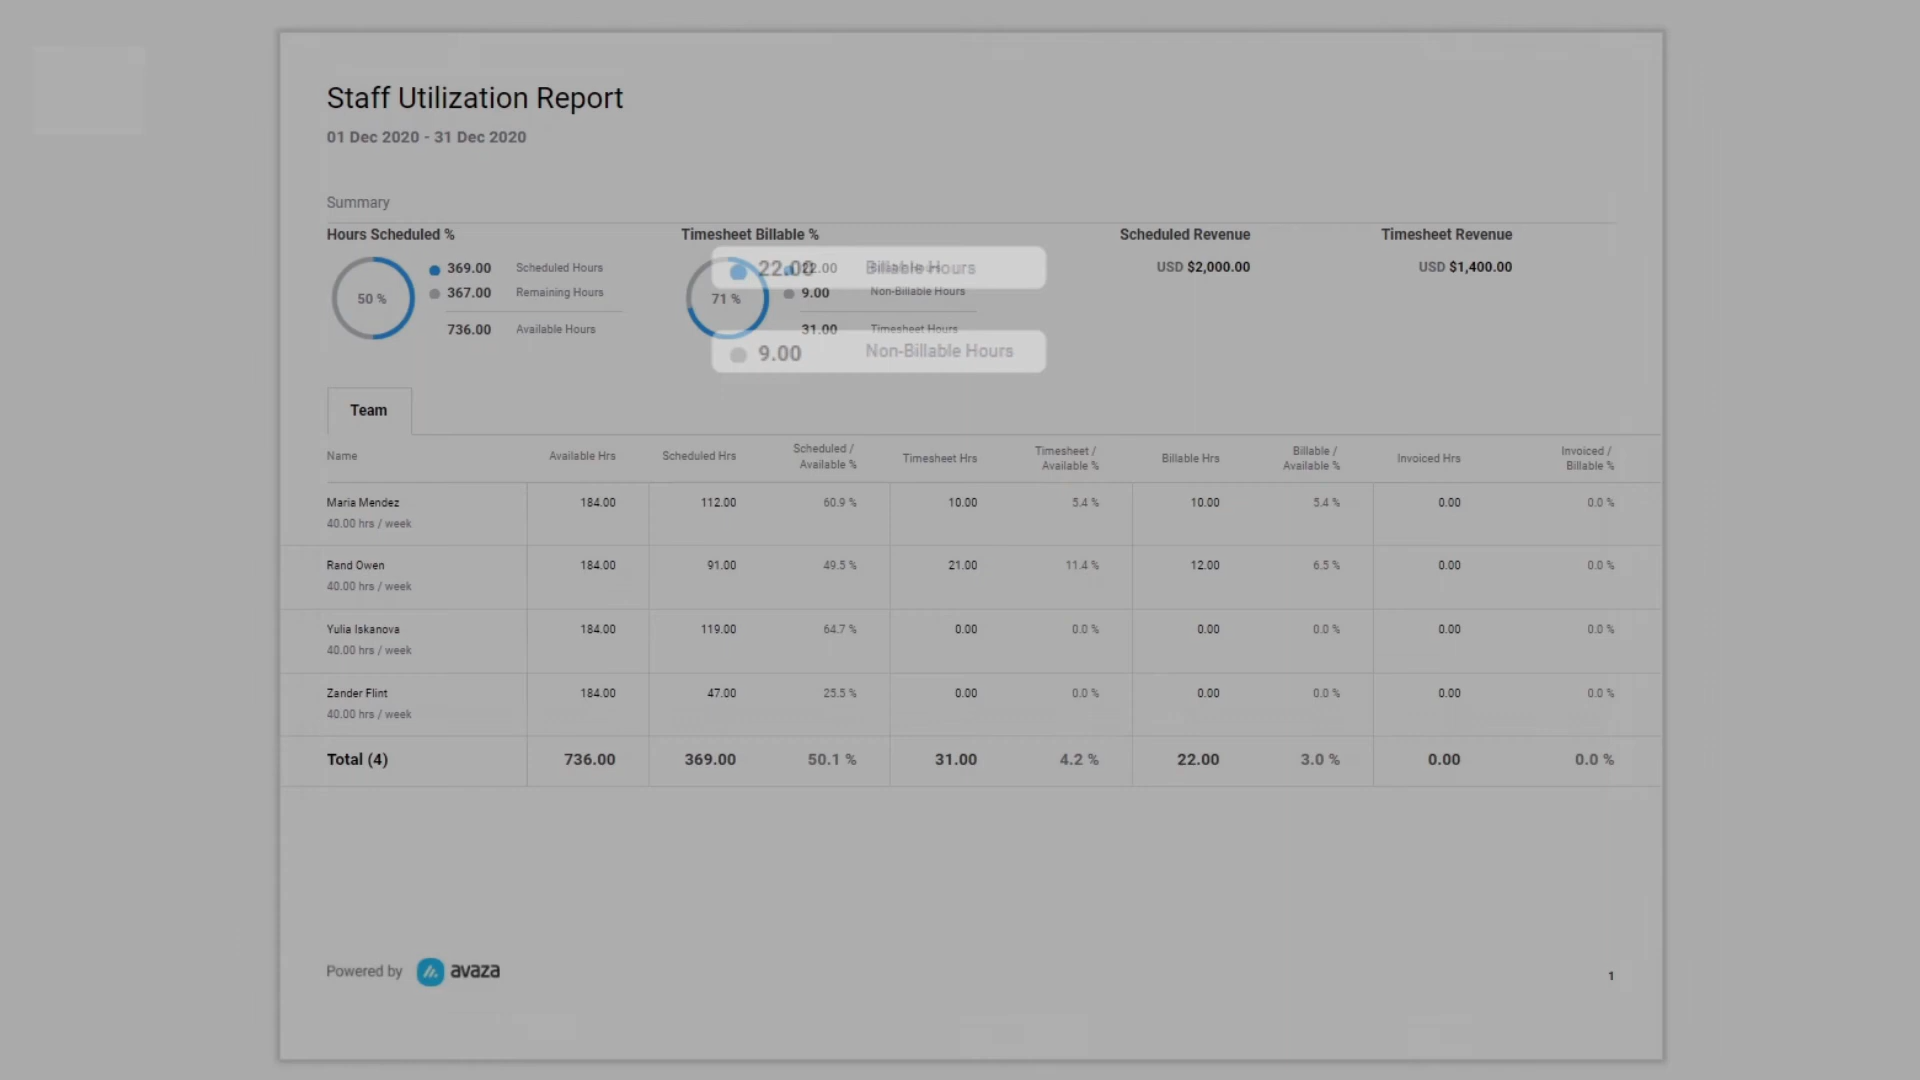 Staff Utilization Report
01 Dec 2020 - 31 Dec 2020
Summary
Hours Scheduled % Timesheet Billable % Scheduled Revenue Timesheet Revenue
50 % 369.00 Scheduled Hours
367.00 Remaining Hours
736.00 Available Hours
71 % 22.00 Billable Hours
9.00 Non-Billable Hours
31.00 Timesheet Hours
22.00 Billable Hours
9.00 Non-Billable Hours
USD $2,000.00 USD $1,400.00
Team
Name Available Hrs Scheduled Hrs Scheduled / Available % Timesheet Hrs Timesheet / Available % Billable Hrs Billable / Available % Invoiced Hrs Invoiced / Billable %
Maria Mendez 184.00 112.00 60.9 % 10.00 5.4 % 10.00 5.4 % 0.00 0.0 %
40.00 hrs / week
Rand Owen 184.00 91.00 49.5 % 21.00 11.4 % 12.00 6.5 % 0.00 0.0 %
40.00 hrs / week
Yulia Iskanova 184.00 119.00 64.7 % 0.00 0.0 % 0.00 0.0 % 0.00 0.0 %
40.00 hrs / week
Zander Flint 184.00 47.00 25.5 % 0.00 0.0 % 0.00 0.0 % 0.00 0.0 %
40.00 hrs / week
Total (4) 736.00 369.00 50.1 % 31.00 4.2 % 22.00 3.0 % 0.00 0.0 %
Powered by avaza 1